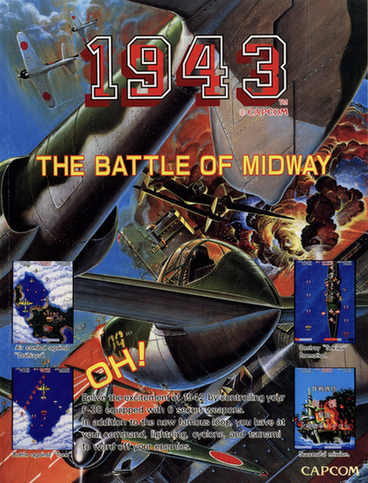 1943
TM
© CAPCOM
THE BATTLE OF MIDWAY
Air combat against
Destroy
formation.
OH!
Relive the excitement of 1942 by controlling your
P-38 equipped with 6 secret weapons.
In addition to the now famous loop, you have at
your command, lightning, cyclone, and tsunami
to ward off your enemies.
Battle against
Successful mission.
CAPCOM